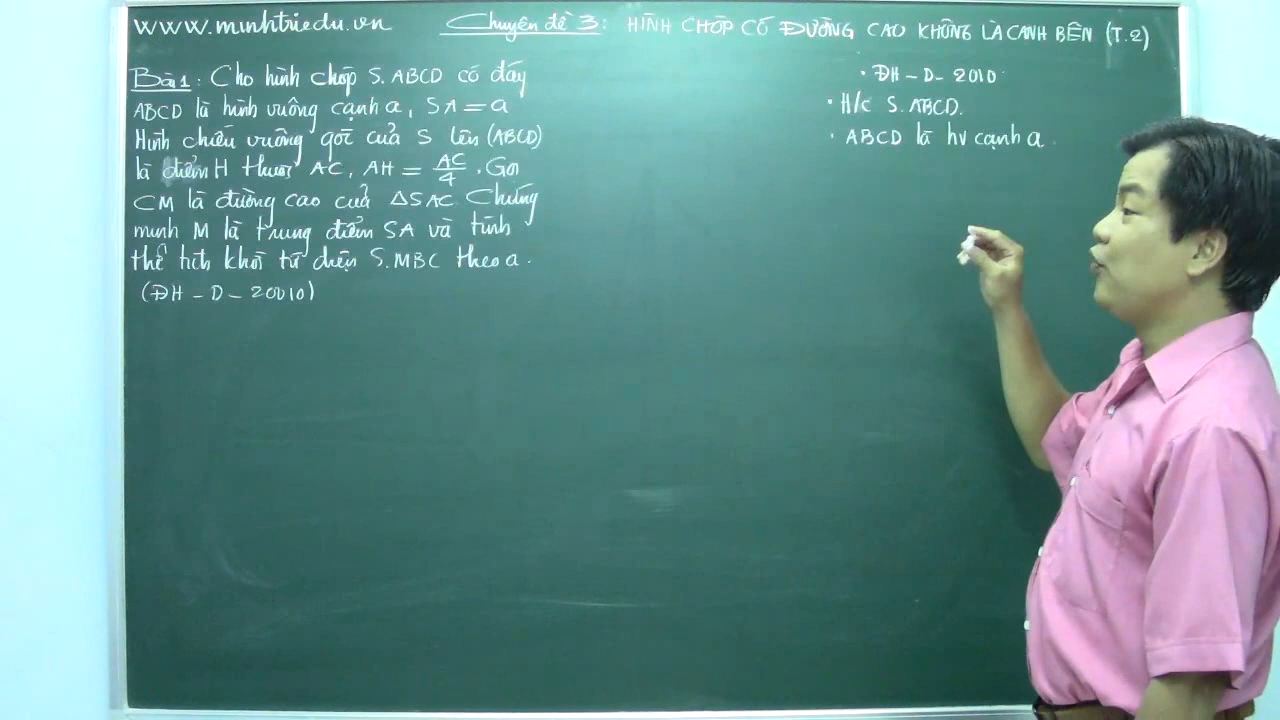 www.minhtriedu.vn
Chuyên đề 3: HÌNH CHÓP CÓ ĐƯỜNG CAO KHÔNG LÀ CẠNH BÊN (T.2)
Bài 1: Cho hình chóp S.ABCD có đáy
ABCD là hình vuông cạnh a, SA = a
Hình chiếu vuông góc của S lên (ABCD)
là điểm H thuộc AC, AH = AC/4. Gọi
CM là đường cao của ΔSAC Chứng
minh M là trung điểm SA và tính
thể tích khối tứ diện S.MBC theo a.
(ĐH - D - 20010)
• ĐH - D - 2010
• H/c S.ABCD.
• ABCD là hv cạnh a.